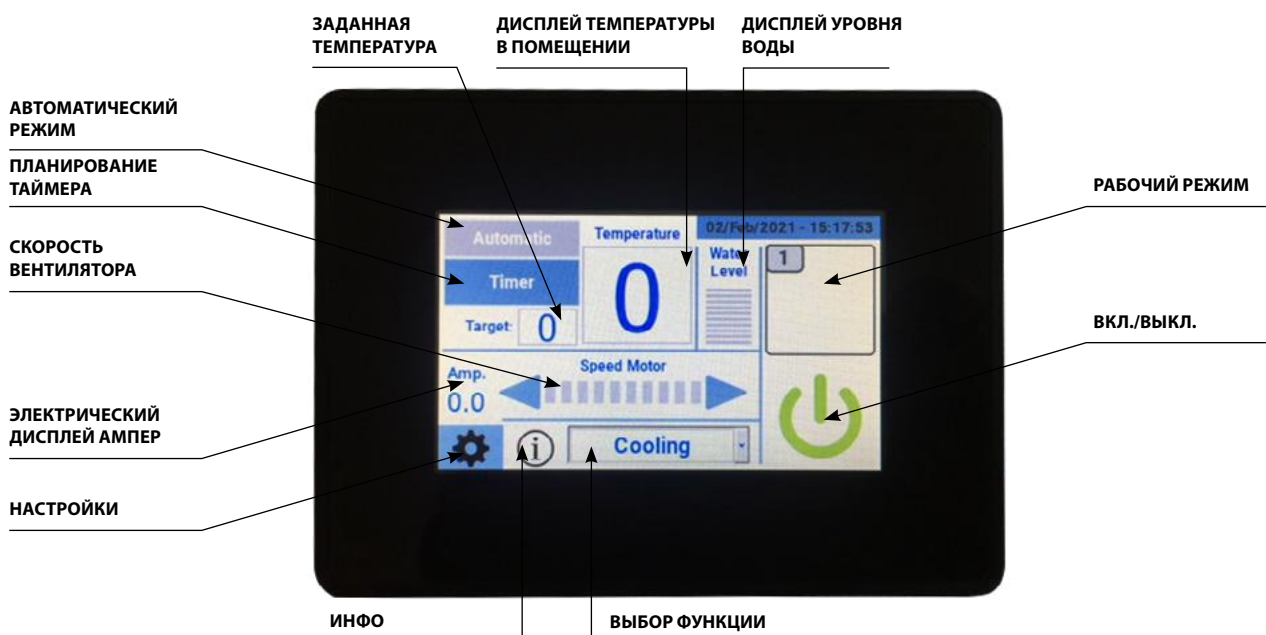 ЗАДАННАЯ
ТЕМПЕРАТУРА
ДИСПЛЕЙ ТЕМПЕРАТУРЫ
В ПОМЕЩЕНИИ
ДИСПЛЕЙ УРОВНЯ
ВОДЫ
АВТОМАТИЧЕСКИЙ
РЕЖИМ
ПЛАНИРОВАНИЕ
ТАЙМЕРА
СКОРОСТЬ
ВЕНТИЛЯТОРА
ЭЛЕКТРИЧЕСКИЙ
ДИСПЛЕЙ АМПЕР
НАСТРОЙКИ
РАБОЧИЙ РЕЖИМ
ВКЛ./ВЫКЛ.
Automatic
Temperature
02/Feb/2021 - 15:17:53
Timer
0
Water
Level
1
Target: 0
Amp.
0.0
Speed Motor
i
Cooling
ИНФО
ВЫБОР ФУНКЦИИ